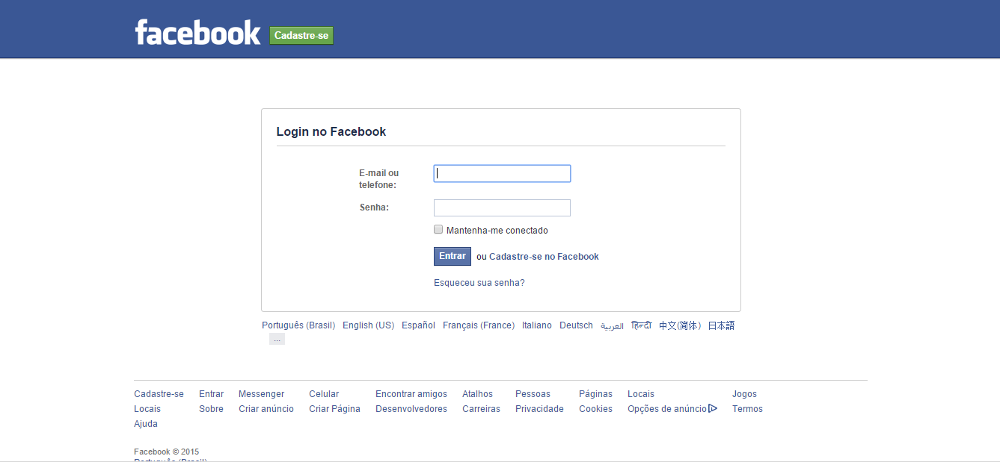 facebook Cadastre-se
Login no Facebook
E-mail ou
telefone:
Senha:
Mantenha-me conectado
Entrar ou Cadastre-se no Facebook
Esqueceu sua senha?
Português (Brasil) English (US) Español Français (France) Italiano Deutsch العربية हिन्दी 中文(简体) 日本語
...
Cadastre-se Entrar Messenger Celular Encontrar amigos Atalhos Pessoas Páginas Locais Jogos
Locais Sobre Criar anúncio Criar Página Desenvolvedores Carreiras Privacidade Cookies Opções de anúncio Termos
Ajuda
Facebook © 2015
Português (Brasil)